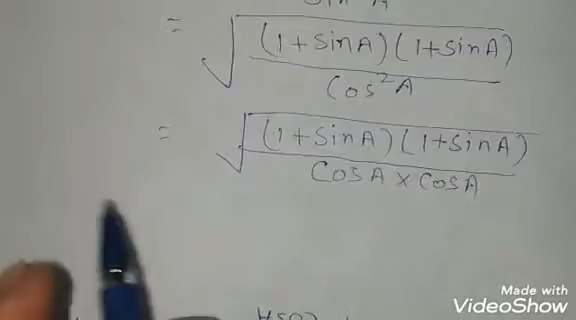 = √(1+sinA)(1+sinA)
Cos²A
= √(1+sinA)(1+sinA)
COSA × COSA
Made with
VideoShow